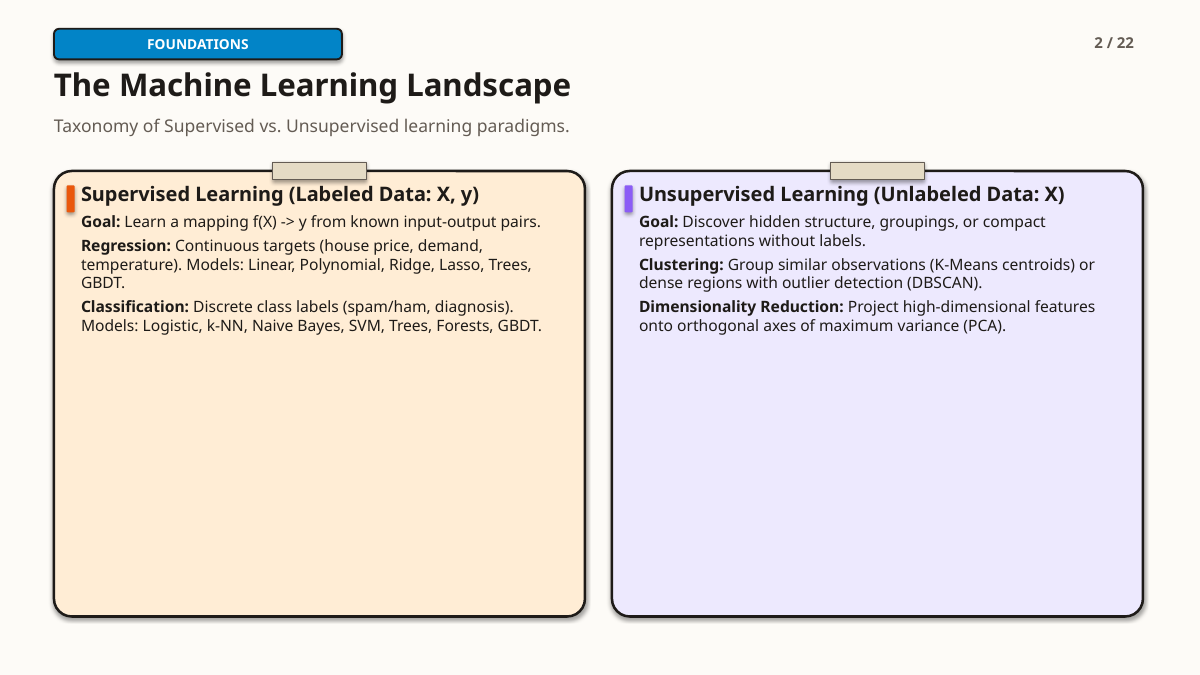 FOUNDATIONS
2 / 22
The Machine Learning Landscape
Taxonomy of Supervised vs. Unsupervised learning paradigms.
Supervised Learning (Labeled Data: X, y)
Goal: Learn a mapping f(X) -> y from known input-output pairs.
Regression: Continuous targets (house price, demand,
temperature). Models: Linear, Polynomial, Ridge, Lasso, Trees,
GBDT.
Classification: Discrete class labels (spam/ham, diagnosis).
Models: Logistic, k-NN, Naive Bayes, SVM, Trees, Forests, GBDT.
Unsupervised Learning (Unlabeled Data: X)
Goal: Discover hidden structure, groupings, or compact
representations without labels.
Clustering: Group similar observations (K-Means centroids) or
dense regions with outlier detection (DBSCAN).
Dimensionality Reduction: Project high-dimensional features
onto orthogonal axes of maximum variance (PCA).